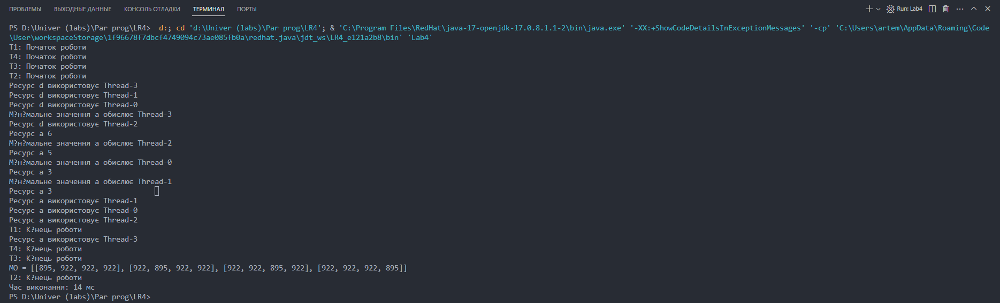 ПРОБЛЕМЫ ВЫХОДНЫЕ ДАННЫЕ КОНСОЛЬ ОТЛАДКИ ТЕРМИНАЛ ПОРТЫ Run: Lab4
PS D:\Univer (labs)\Par prog\LR4>  d:; cd 'd:\Univer (labs)\Par prog\LR4'; & 'C:\Program Files\RedHat\java-17-openjdk-17.0.8.1.1-2\bin\java.exe' '-XX:+ShowCodeDetailsInExceptionMessages' '-cp' 'C:\Users\artem\AppData\Roaming\Code
\User\workspaceStorage\1f96678f7dbcf4749094c73ae085fb0a\redhat.java\jdt_ws\LR4_e121a2b8\bin' 'Lab4'
T1: Початок роботи
T4: Початок роботи
T3: Початок роботи
T2: Початок роботи
Ресурс d використовує Thread-3
Ресурс d використовує Thread-1
Ресурс d використовує Thread-0
М?н?мальне значення а обислює Thread-3
Ресурс d використовує Thread-2
Ресурс а 6
М?н?мальне значення а обислює Thread-2
Ресурс а 5
М?н?мальне значення а обислює Thread-0
Ресурс а 3
М?н?мальне значення а обислює Thread-1
Ресурс а 3
Ресурс а використовує Thread-1
Ресурс а використовує Thread-0
Ресурс а використовує Thread-2
T1: К?нець роботи
Ресурс а використовує Thread-3
T4: К?нець роботи
T3: К?нець роботи
MO = [[895, 922, 922, 922], [922, 895, 922, 922], [922, 922, 895, 922], [922, 922, 922, 895]]
T2: К?нець роботи
Час виконання: 14 мс
PS D:\Univer (labs)\Par prog\LR4>